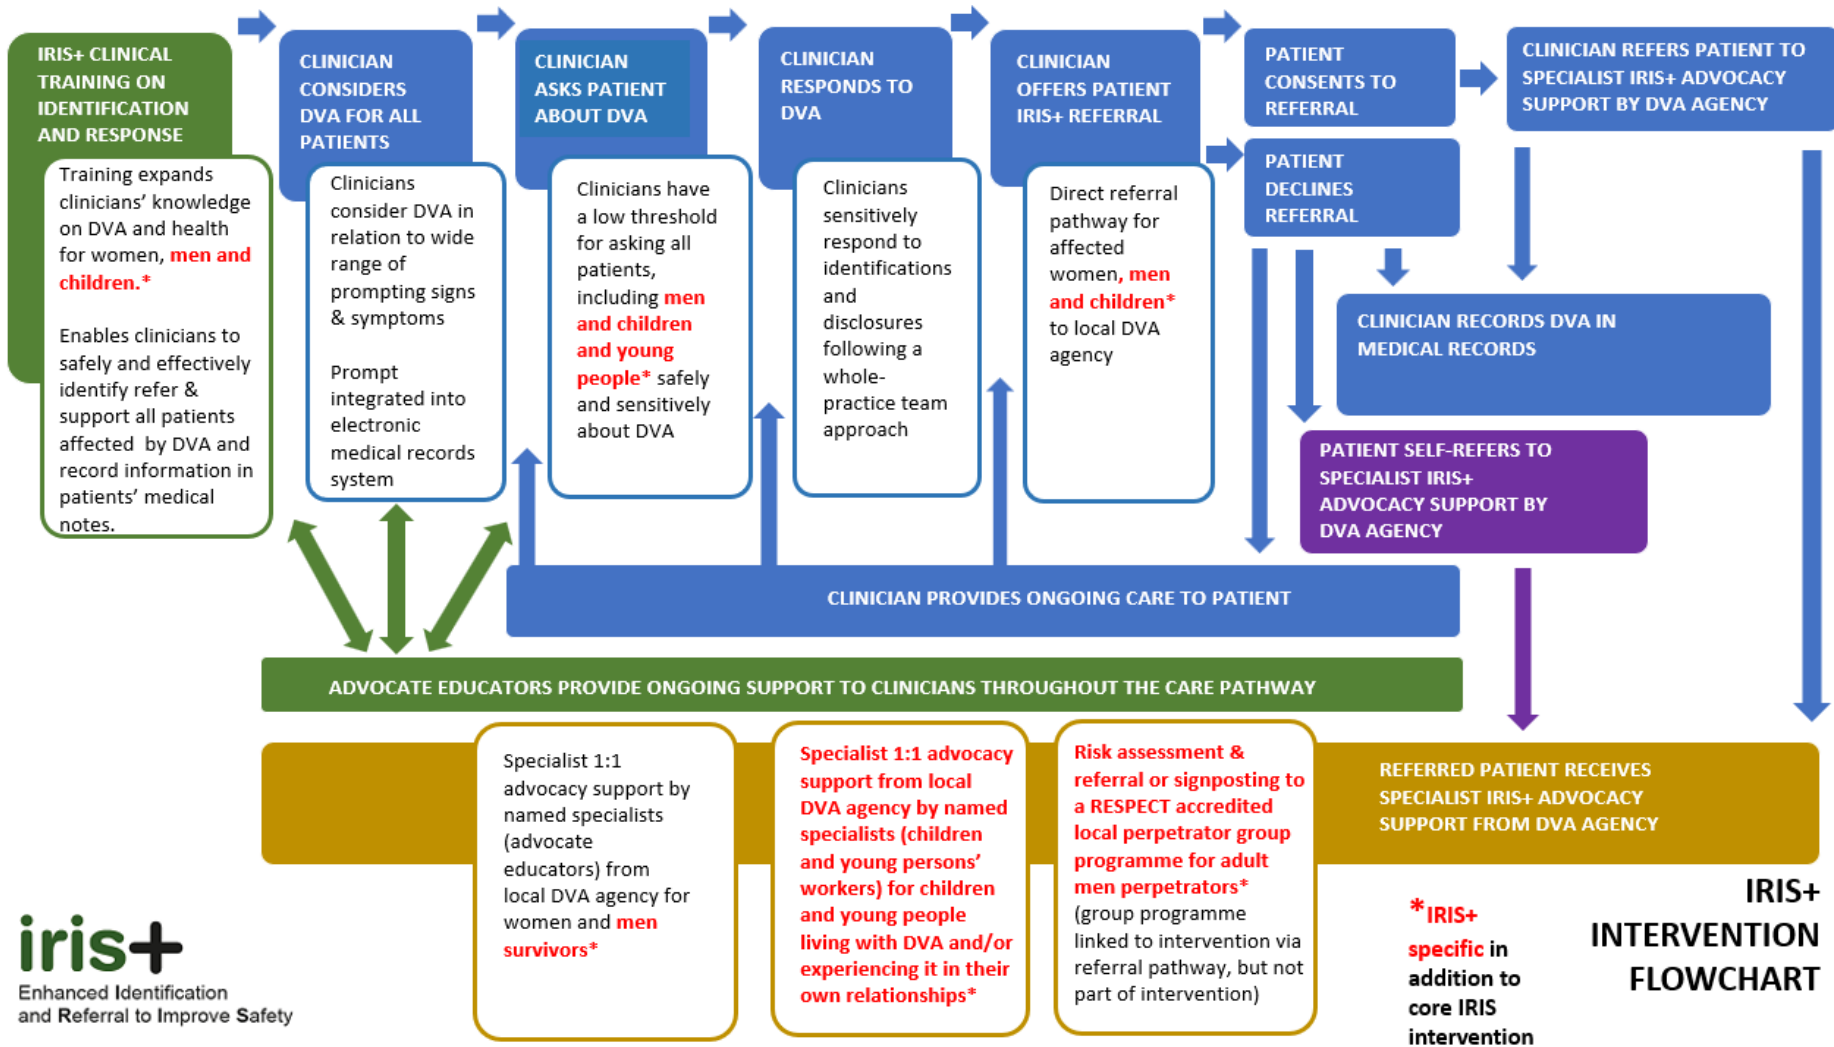 IRIS+ CLINICAL
TRAINING ON
IDENTIFICATION
AND RESPONSE
Training expands
clinicians’ knowledge
on DVA and health
for women, men and
children.*
Enables clinicians to
safely and effectively
identify refer &
support all patients
affected by DVA and
record information in
patients’ medical
notes.
CLINICIAN
CONSIDERS
DVA FOR ALL
PATIENTS
Clinicians
consider DVA in
relation to wide
range of
prompting signs
& symptoms
Prompt
integrated into
electronic
medical records
system
CLINICIAN
ASKS PATIENT
ABOUT DVA
Clinicians have
a low threshold
for asking all
patients,
including men
and children
and young
people* safely
and sensitively
about DVA
CLINICIAN
RESPONDS TO
DVA
Clinicians
sensitively
respond to
identifications
and
disclosures
following a
whole-
practice team
approach
CLINICIAN
OFFERS PATIENT
IRIS+ REFERRAL
Direct referral
pathway for
affected
women, men
and children*
to local DVA
agency
PATIENT
CONSENTS TO
REFERRAL
PATIENT
DECLINES
REFERRAL
CLINICIAN REFERS PATIENT TO
SPECIALIST IRIS+ ADVOCACY
SUPPORT BY DVA AGENCY
CLINICIAN RECORDS DVA IN
MEDICAL RECORDS
PATIENT SELF-REFERS TO
SPECIALIST IRIS+
ADVOCACY SUPPORT BY
DVA AGENCY
CLINICIAN PROVIDES ONGOING CARE TO PATIENT
ADVOCATE EDUCATORS PROVIDE ONGOING SUPPORT TO CLINICIANS THROUGHOUT THE CARE PATHWAY
Specialist 1:1
advocacy support by
named specialists
(advocate
educators) from
local DVA agency for
women and men
survivors*
Specialist 1:1 advocacy
support from local
DVA agency by named
specialists (children
and young persons’
workers) for children
and young people
living with DVA and/or
experiencing it in their
own relationships*
Risk assessment &
referral or signposting to
a RESPECT accredited
local perpetrator group
programme for adult
men perpetrators*
(group programme
linked to intervention via
referral pathway, but not
part of intervention)
REFERRED PATIENT RECEIVES
SPECIALIST IRIS+ ADVOCACY
SUPPORT FROM DVA AGENCY
iris+
Enhanced Identification
and Referral to Improve Safety
*IRIS+
specific in
addition to
core IRIS
intervention
IRIS+
INTERVENTION
FLOWCHART